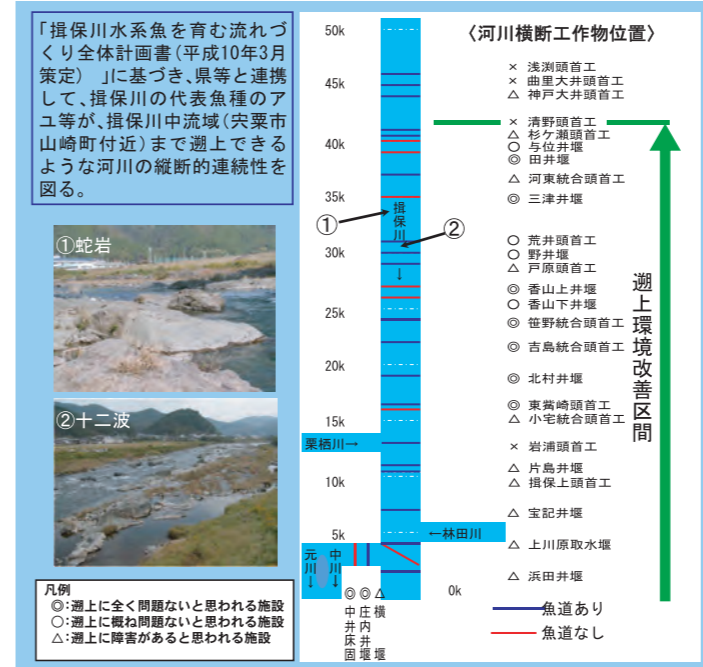 「揖保川水系魚を育む流れづ
くり全体計画書(平成10年3月
策定) 」に基づき、県等と連携
して、揖保川の代表魚種のア
ユ等が、揖保川中流域(宍粟市
山崎町付近)まで遡上できる
ような河川の縦断的連続性を
図る。
①蛇岩
②十二波
凡例
◎:遡上に全く問題ないと思われる施設
○:遡上に概ね問題ないと思われる施設
△:遡上に障害があると思われる施設
〈河川横断工作物位置〉
50k
45k
40k
35k
30k
25k
20k
15k
10k
5k
0k
①
②
揖保川
↓
栗栖川→
←林田川
元川↓
中川↓
◎中井床固
◎庄内井堰
△横堰
× 浅渕頭首工
× 曲里大井頭首工
△ 神戸大井頭首工
× 清野頭首工
△ 杉ケ瀬頭首工
○ 与位井堰
◎ 田井堰
△ 河東統合頭首工
◎ 三津井堰
○ 荒井頭首工
○ 野井堰
△ 戸原頭首工
◎ 香山上井堰
○ 香山下井堰
◎ 笹野統合頭首工
◎ 吉島統合頭首工
◎ 北村井堰
◎ 東觜崎頭首工
△ 小宅統合頭首工
× 岩浦頭首工
△ 片島井堰
△ 揖保上頭首工
△ 宝記井堰
△ 上川原取水堰
△ 浜田井堰
遡上環境改善区間
魚道あり
魚道なし